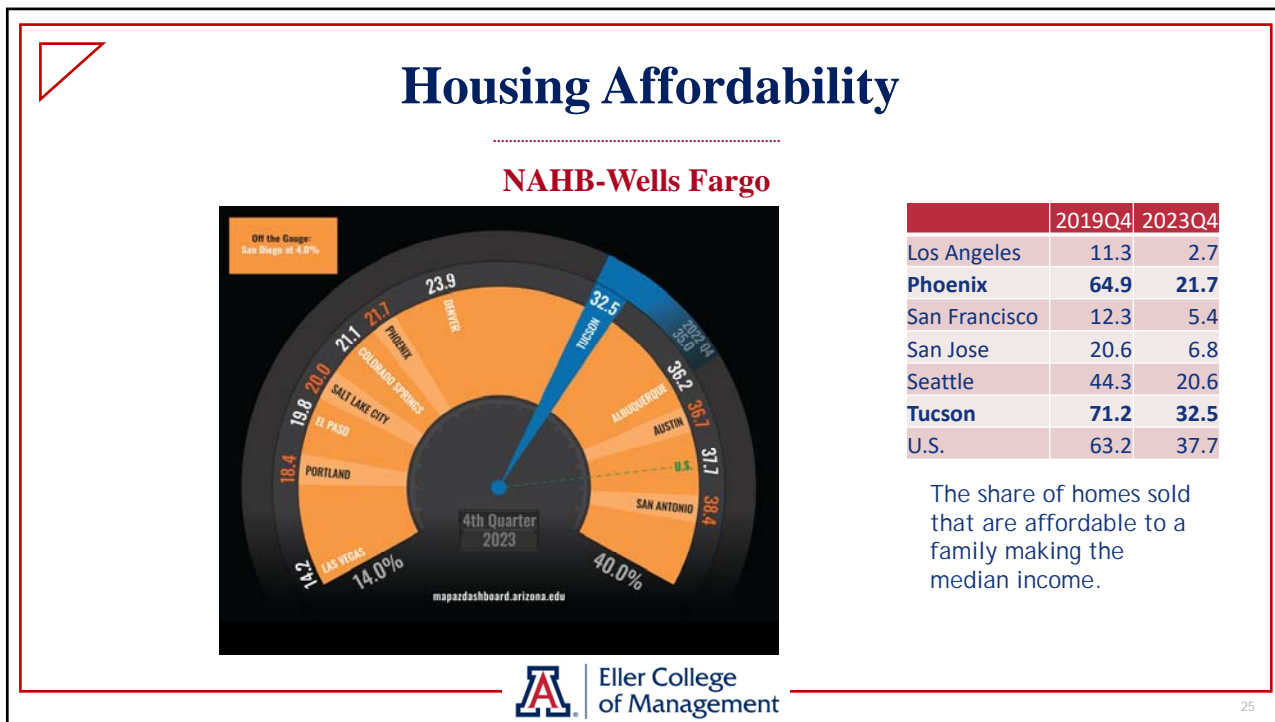 Housing Affordability
NAHB-Wells Fargo
Off the Gauge:
San Diego at 4.0%
14.2
LAS VEGAS
18.4
PORTLAND
19.8
EL PASO
20.0
SALT LAKE CITY
21.1
COLORADO SPRINGS
21.7
PHOENIX
23.9
DENVER
32.5
TUCSON
2022 Q4
35.0
36.2
ALBUQUERQUE
36.7
AUSTIN
37.7
U.S.
38.4
SAN ANTONIO
14.0%
40.0%
4th Quarter
2023
mapazdashboard.arizona.edu
2019Q4 2023Q4
Los Angeles 11.3 2.7
Phoenix 64.9 21.7
San Francisco 12.3 5.4
San Jose 20.6 6.8
Seattle 44.3 20.6
Tucson 71.2 32.5
U.S. 63.2 37.7
The share of homes sold
that are affordable to a
family making the
median income.
A
Eller College
of Management
25